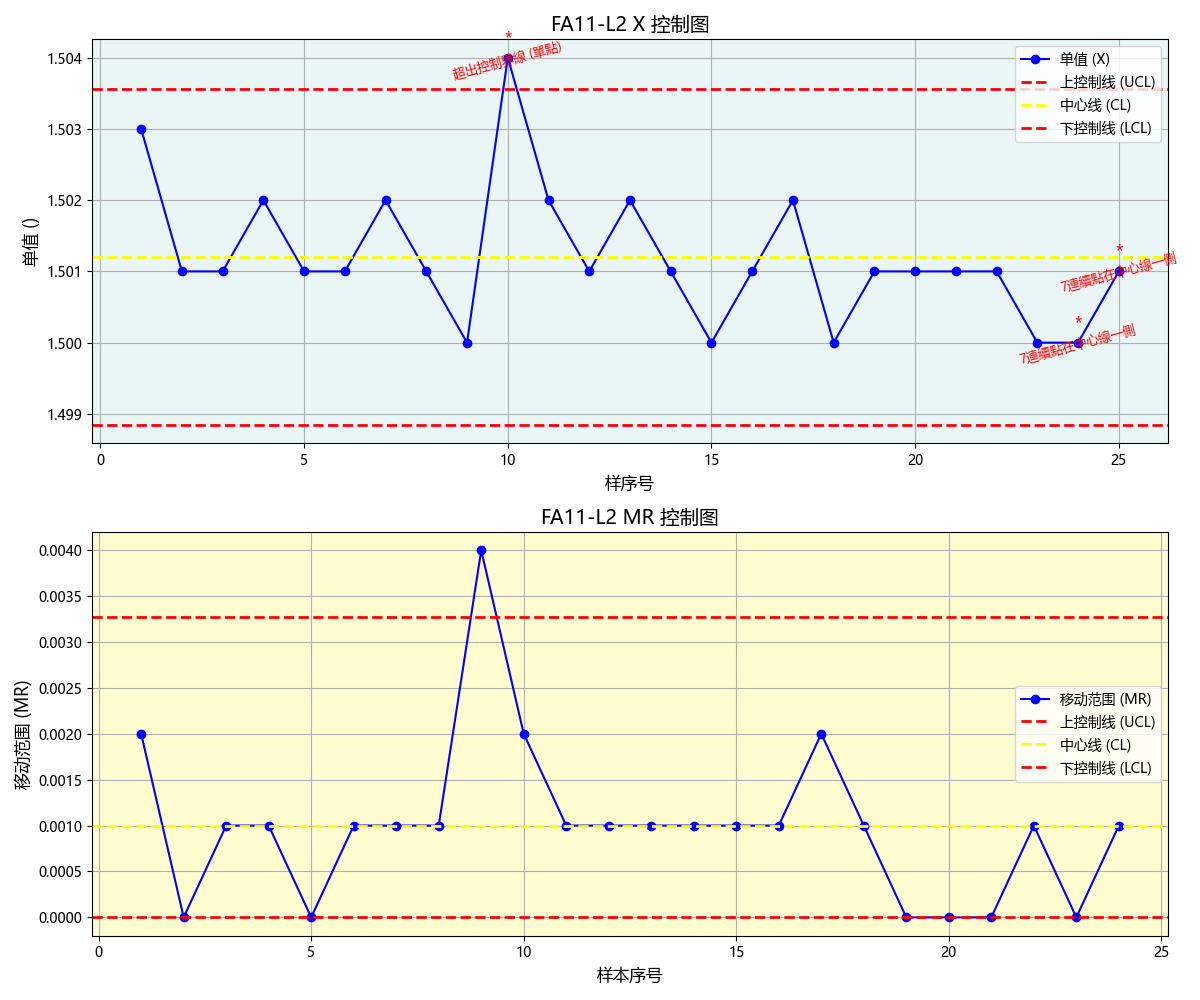 FA11-L2 X 控制图
单值 ()
1.504
1.503
1.502
1.501
1.500
1.499
*
超出控制界線 (單點)
*
7連續點在中心線一側
*
7連續點在中心線一側
单值 (X)
上控制线 (UCL)
中心线 (CL)
下控制线 (LCL)
0 5 10 15 20 25
样序号
FA11-L2 MR 控制图
移动范围 (MR)
0.0040
0.0035
0.0030
0.0025
0.0020
0.0015
0.0010
0.0005
0.0000
移动范围 (MR)
上控制线 (UCL)
中心线 (CL)
下控制线 (LCL)
0 5 10 15 20 25
样本序号